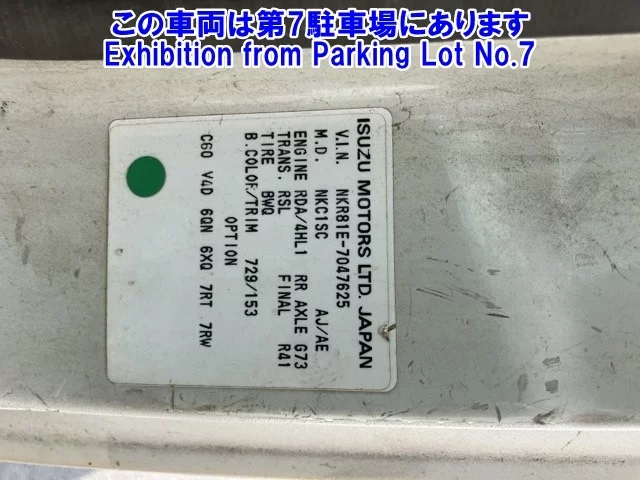 この車両は第7駐車場にあります
Exhibition from Parking Lot No.7
ISUZU MOTORS LTD. JAPAN
V.I.N. NKR81E-7047625
M.D. NKC1SC AJ/AE
ENGINE RDA/4HL1 RR AXLE G73
TRANS. RSL FINAL R41
TIRE BWQ
B.COLOR/TRIM 729/153
OPTION
C60 V4D 6QN 6XQ 7RT 7RW